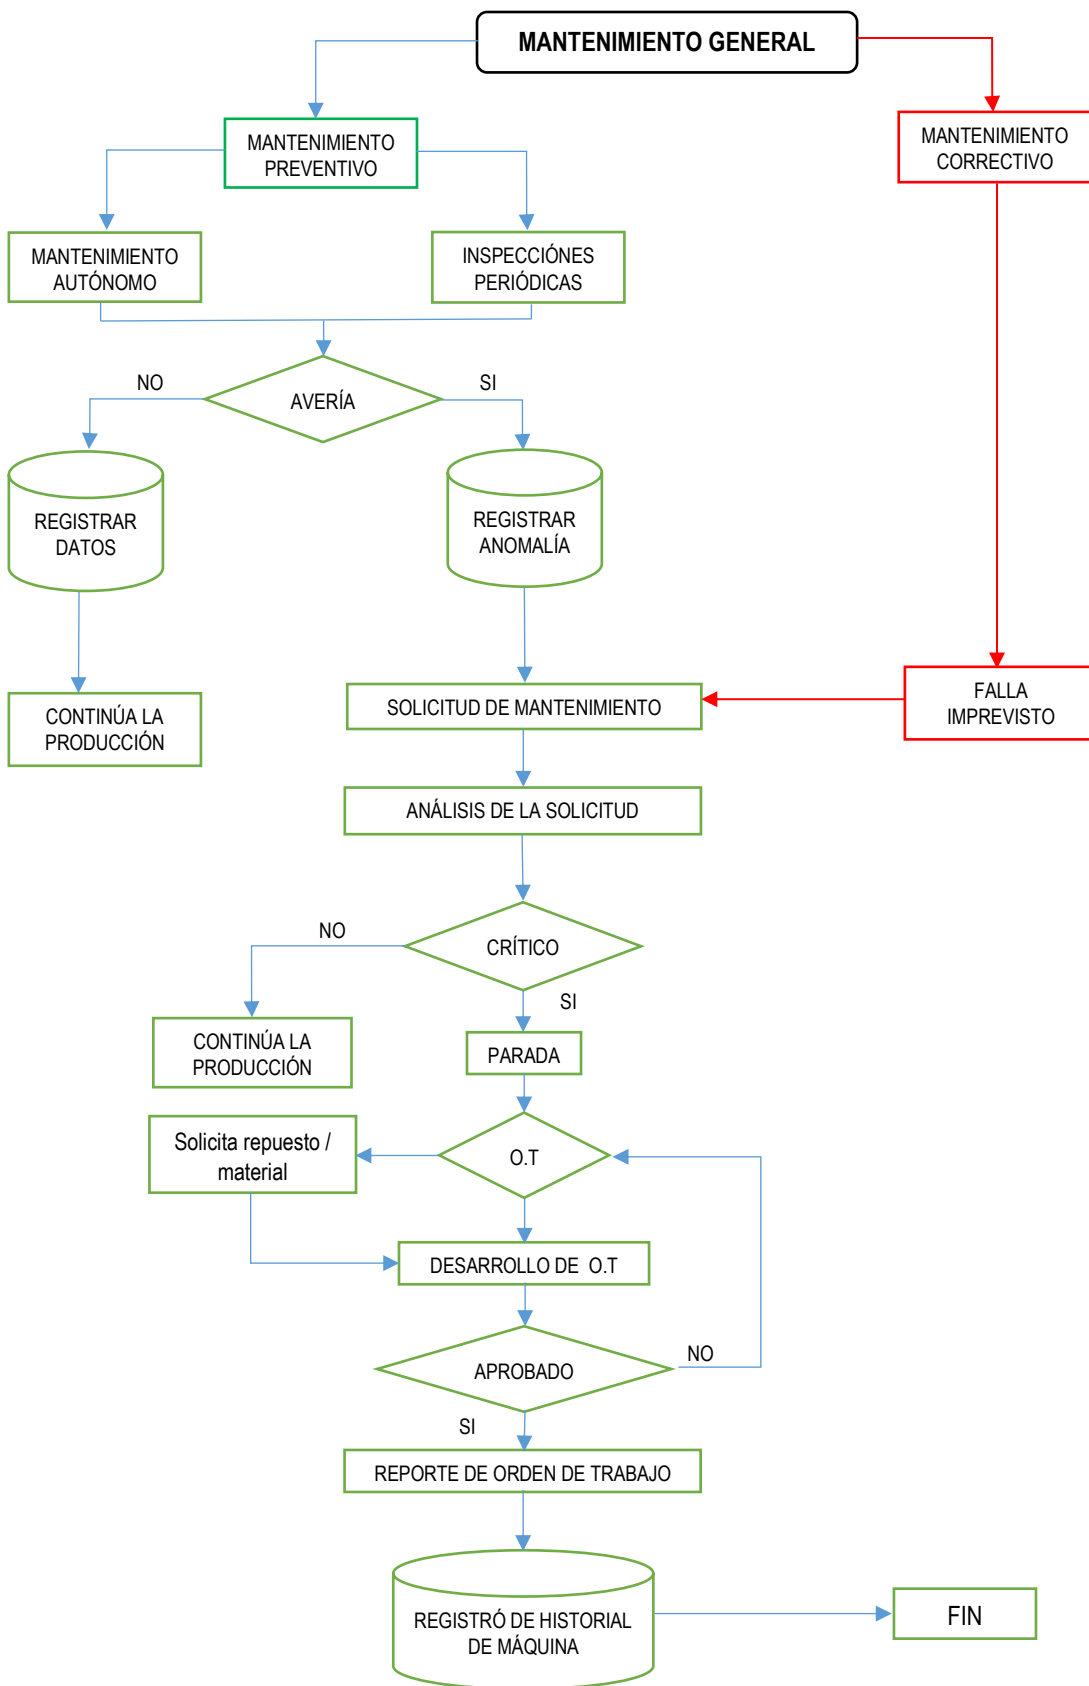 MANTENIMIENTO GENERAL
MANTENIMIENTO
PREVENTIVO
MANTENIMIENTO
CORRECTIVO
MANTENIMIENTO
AUTÓNOMO
INSPECCIÓNES
PERIÓDICAS
NO
AVERÍA
SI
REGISTRAR
DATOS
REGISTRAR
ANOMALÍA
CONTINÚA LA
PRODUCCIÓN
SOLICITUD DE MANTENIMIENTO
FALLA
IMPREVISTO
ANÁLISIS DE LA SOLICITUD
NO
CRÍTICO
SI
CONTINÚA LA
PRODUCCIÓN
PARADA
Solicita repuesto /
material
O.T
DESARROLLO DE O.T
APROBADO
NO
SI
REPORTE DE ORDEN DE TRABAJO
REGISTRÓ DE HISTORIAL
DE MÁQUINA
FIN